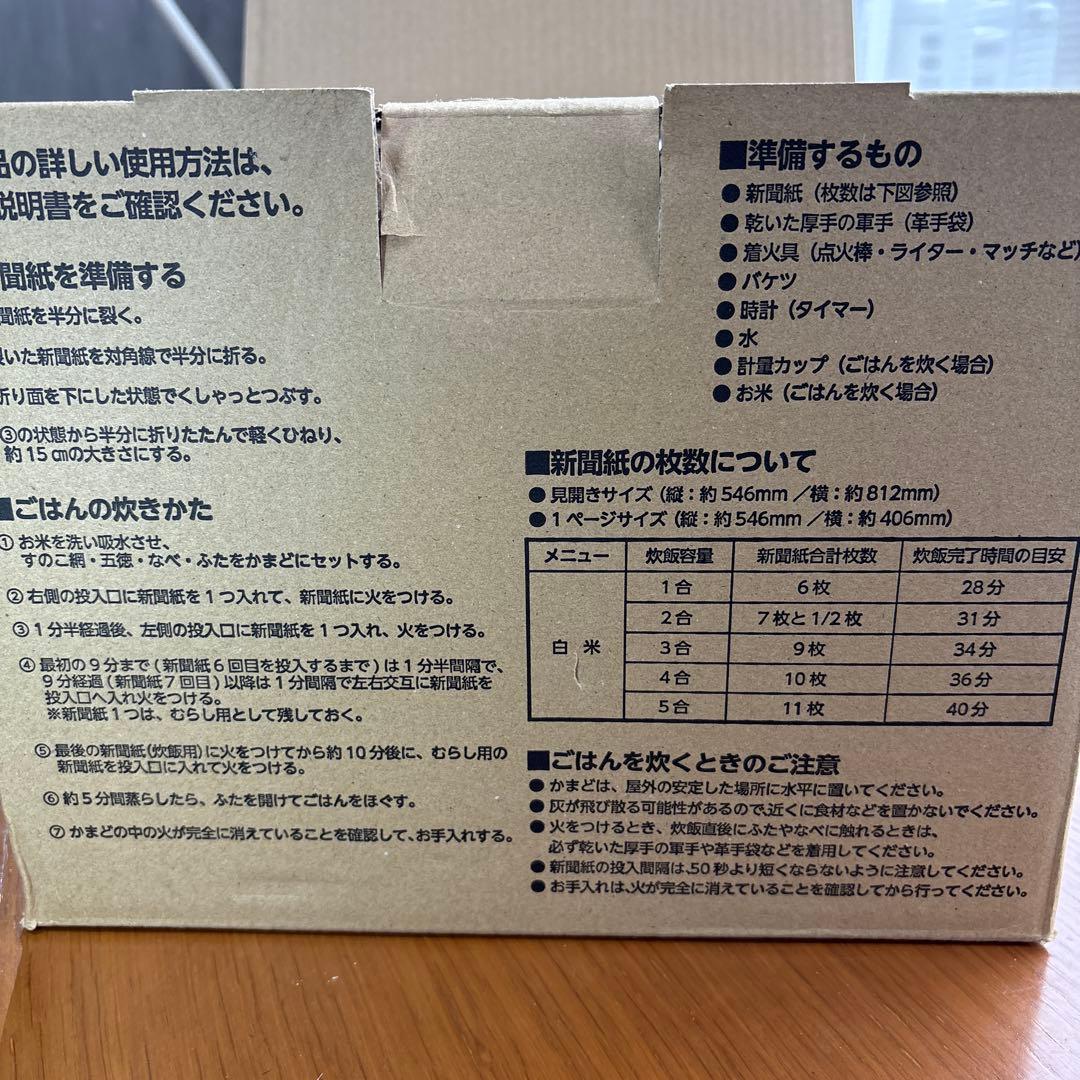 の詳しい使用方法は、
説明書をご確認ください。
聞紙を準備する
聞紙を半分に裂く。
いた新聞紙を対角線で半分に折る。
折り面を下にした状態でくしゃっとつぶす。
③の状態から半分に折りたたんで軽くひねり、
約15㎝の大きさにする。
■ごはんの炊きかた
① お米を洗い吸水させ、
すのこ網・五徳・なべ・ふたをかまどにセットする。
② 右側の投入口に新聞紙を1つ入れて、新聞紙に火をつける。
③ 1分半経過後、左側の投入口に新聞紙を1つ入れ、火をつける。
④ 最初の9分まで(新聞紙6回目を投入するまで)は1分半間隔で、
9分経過(新聞紙7回目)以降は1分間隔で左右交互に新聞紙を
投入口へ入れ火をつける。
※新聞紙1つは、むらし用として残しておく。
⑤ 最後の新聞紙(炊飯用)に火をつけてから約10分後に、むらし用の
新聞紙を投入口に入れて火をつける。
⑥ 約5分間蒸らしたら、ふたを開けてごはんをほぐす。
⑦ かまどの中の火が完全に消えていることを確認して、お手入れする。
■準備するもの
● 新聞紙(枚数は下図参照)
● 乾いた厚手の軍手(革手袋)
● 着火具(点火棒・ライター・マッチなど)
● バケツ
● 時計(タイマー)
● 水
● 計量カップ(ごはんを炊く場合)
● お米(ごはんを炊く場合)
■新聞紙の枚数について
● 見開きサイズ(縦:約546mm/横:約812mm)
● 1ページサイズ(縦:約546mm/横:約406mm)
メニュー 炊飯容量 新聞紙合計枚数 炊飯完了時間の目安
白米 1合 6枚 28分
2合 7枚と1/2枚 31分
3合 9枚 34分
4合 10枚 36分
5合 11枚 40分
■ごはんを炊くときのご注意
● かまどは、屋外の安定した場所に水平に置いてください。
● 灰が飛び散る可能性があるので、近くに食材などを置かないでください。
● 火をつけるとき、炊飯直後にふたやなべに触れるときは、
必ず乾いた厚手の軍手や革手袋などを着用してください。
● 新聞紙の投入間隔は、50秒より短くならないように注意してください。
● お手入れは、火が完全に消えていることを確認してから行ってください。